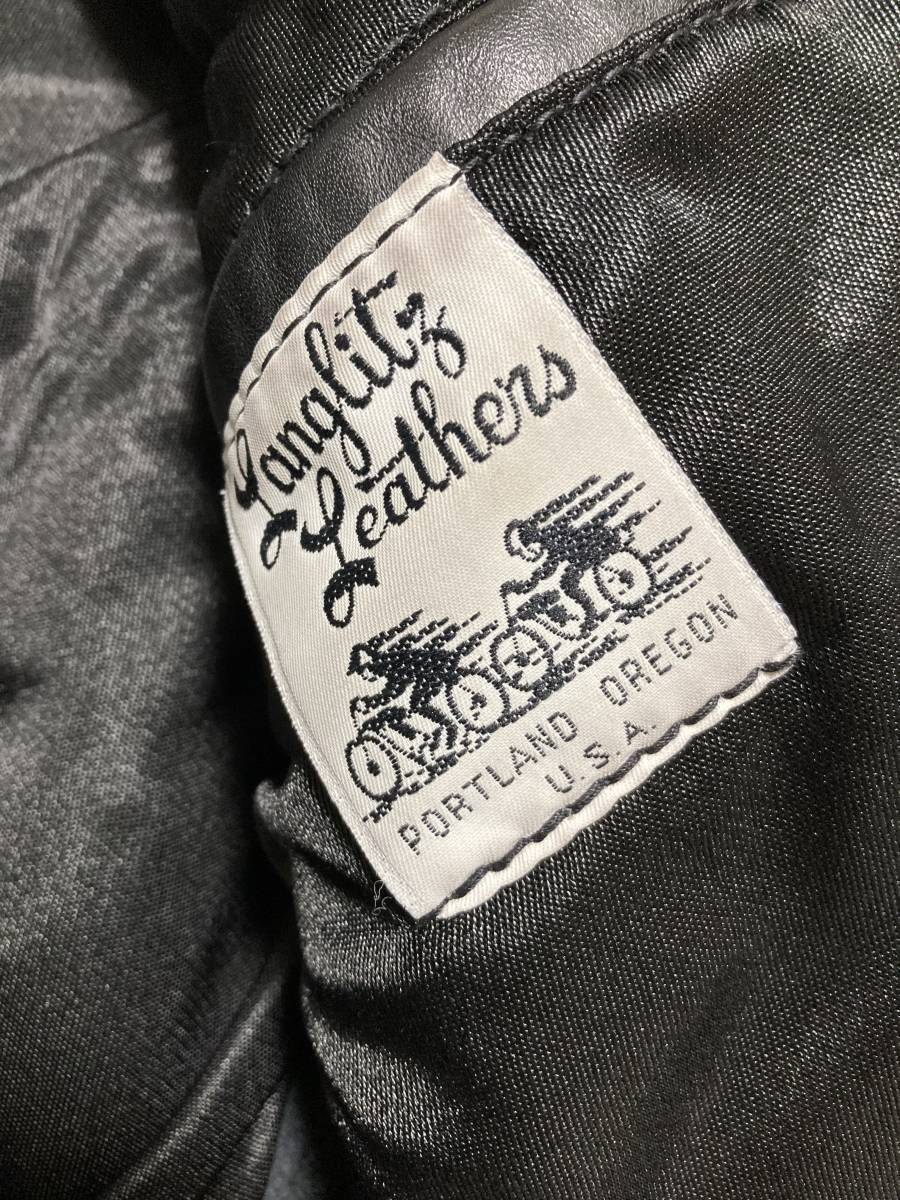 Langlitz
Leathers
PORTLAND OREGON
U.S.A.